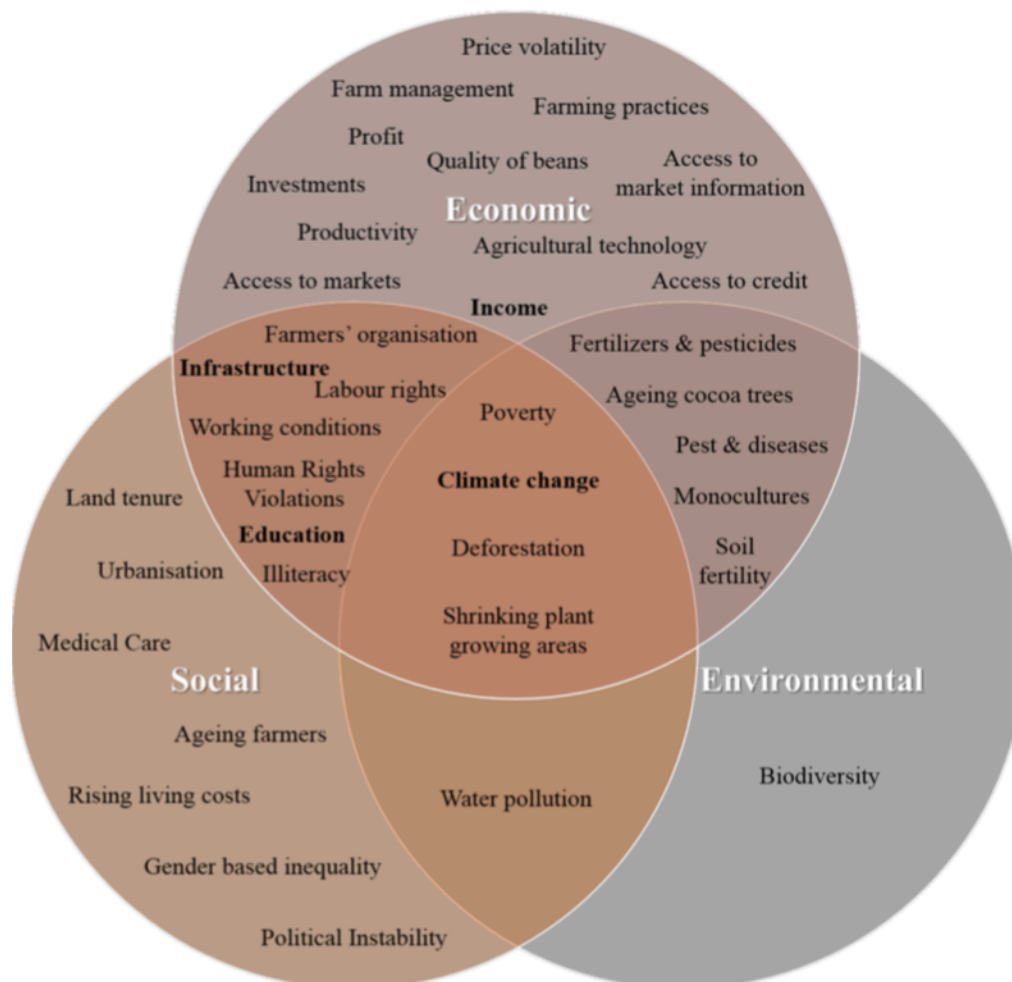 Price volatility
Farm management
Farming practices
Profit
Quality of beans
Access to
market information
Investments
Economic
Productivity
Agricultural technology
Access to markets
Access to credit
Income
Farmers’ organisation
Fertilizers & pesticides
Infrastructure
Labour rights
Ageing cocoa trees
Poverty
Working conditions
Pest & diseases
Human Rights
Violations
Climate change
Land tenure
Monocultures
Education
Deforestation
Soil
fertility
Urbanisation
Illiteracy
Shrinking plant
growing areas
Medical Care
Social
Environmental
Ageing farmers
Biodiversity
Rising living costs
Water pollution
Gender based inequality
Political Instability